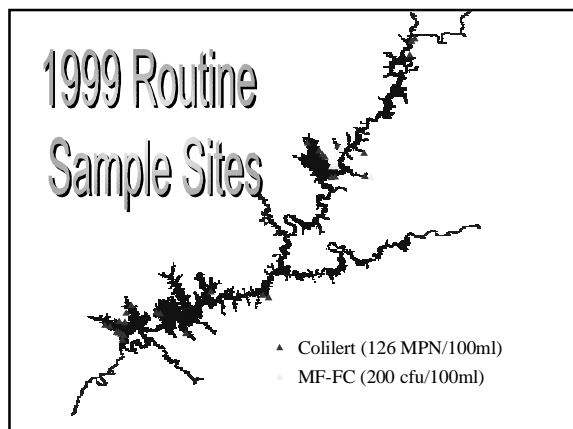 1999 Routine
Sample Sites
Colilert (126 MPN/100ml)
MF-FC (200 cfu/100ml)